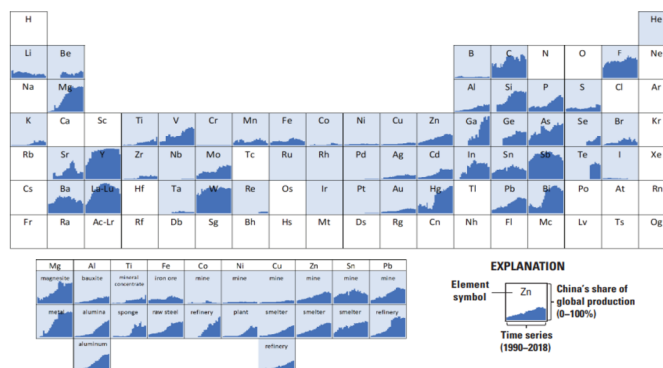 H He
Li Be B C N O F Ne
Na Mg Al Si P S Cl Ar
K Ca Sc Ti V Cr Mn Fe Co Ni Cu Zn Ga Ge As Se Br Kr
Rb Sr Y Zr Nb Mo Tc Ru Rh Pd Ag Cd In Sn Sb Te I Xe
Cs Ba La-Lu Hf Ta W Re Os Ir Pt Au Hg Tl Pb Bi Po At Rn
Fr Ra Ac-Lr Rf Db Sg Bh Hs Mt Ds Rg Cn Nh Fl Mc Lv Ts Og
Mg Al Ti Fe Co Ni Cu Zn Sn Pb
magnesite bauxite mineral concentrate iron ore mine mine mine mine mine mine
metal alumina sponge raw steel refinery plant smelter smelter smelter refinery
aluminum refinery
EXPLANATION
Element symbol
Zn
China's share of global production (0–100%)
Time series (1990–2018)